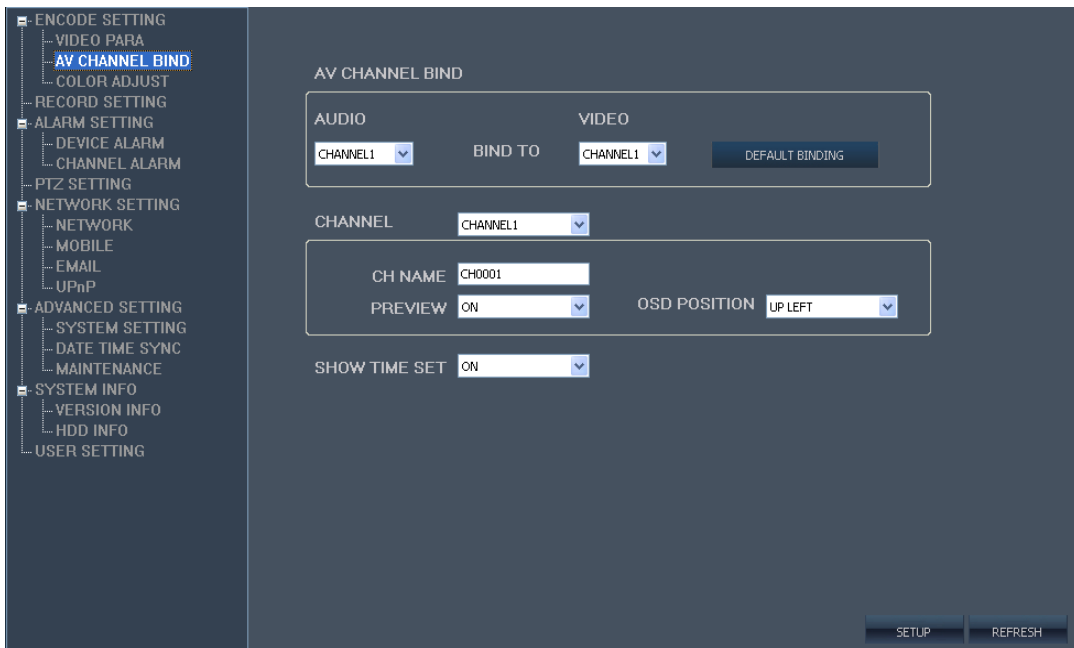 ENCODE SETTING
VIDEO PARA
AV CHANNEL BIND
COLOR ADJUST
RECORD SETTING
ALARM SETTING
DEVICE ALARM
CHANNEL ALARM
PTZ SETTING
NETWORK SETTING
NETWORK
MOBILE
EMAIL
UPnP
ADVANCED SETTING
SYSTEM SETTING
DATE TIME SYNC
MAINTENANCE
SYSTEM INFO
VERSION INFO
HDD INFO
USER SETTING
AV CHANNEL BIND
AUDIO VIDEO
CHANNEL1 BIND TO CHANNEL1 DEFAULT BINDING
CHANNEL CHANNEL1
CH NAME CH0001
PREVIEW ON OSD POSITION UP LEFT
SHOW TIME SET ON
SETUP REFRESH